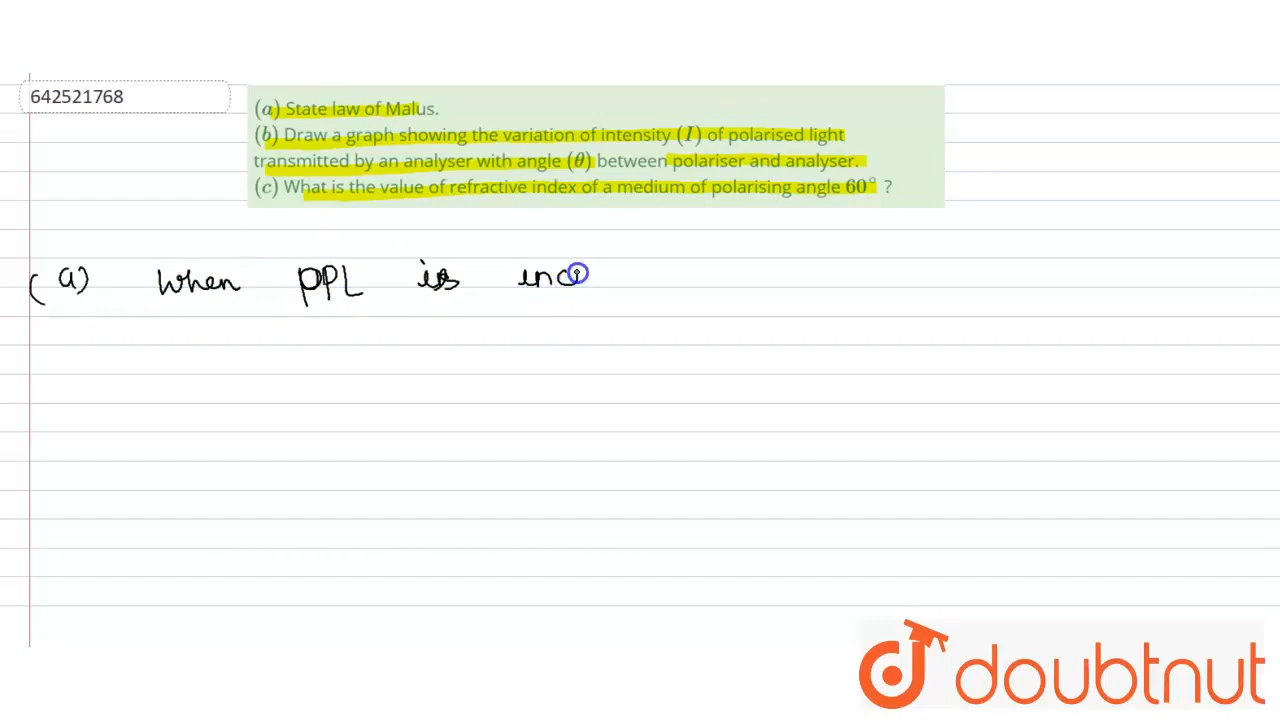 642521768
(a) State law of Malus.
(b) Draw a graph showing the variation of intensity (I) of polarised light
transmitted by an analyser with angle (θ) between polariser and analyser.
(c) What is the value of refractive index of a medium of polarising angle 60° ?
(a) When PPL is inci
doubtnut